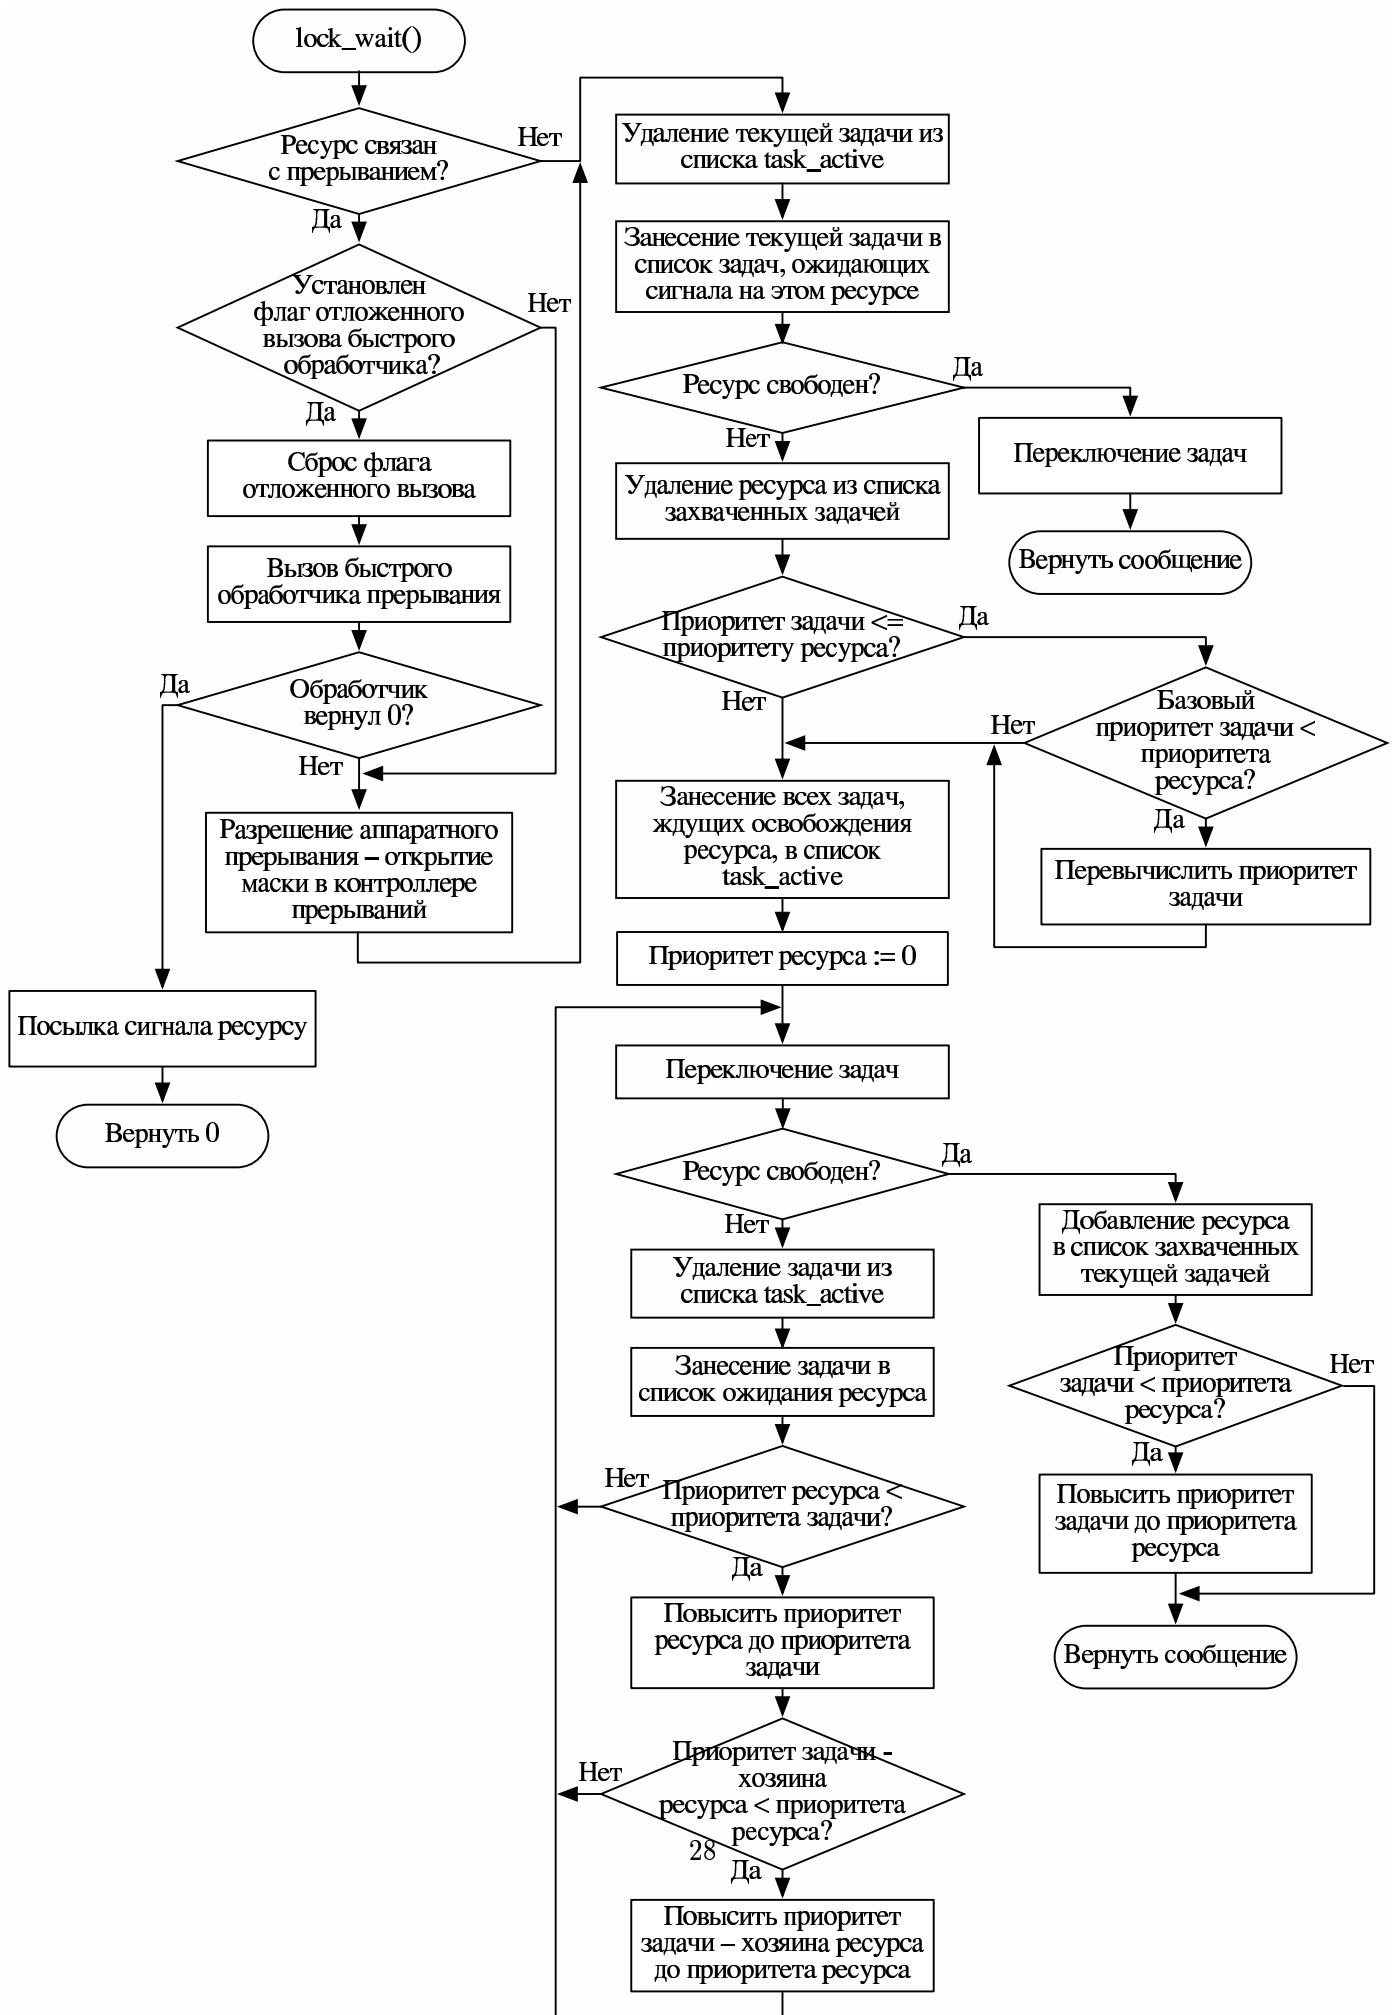 lock_wait()
Ресурс связан
с прерыванием?
Нет
Да
Установлен
флаг отложенного
вызова быстрого
обработчика?
Нет
Да
Сброс флага
отложенного вызова
Вызов быстрого
обработчика прерывания
Обработчик
вернул 0?
Да
Нет
Разрешение аппаратного
прерывания – открытие
маски в контроллере
прерываний
Посылка сигнала ресурсу
Вернуть 0
Удаление текущей задачи из
списка task_active
Занесение текущей задачи в
список задач, ожидающих
сигнала на этом ресурсе
Ресурс свободен?
Да
Нет
Переключение задач
Вернуть сообщение
Удаление ресурса из списка
захваченных задачей
Приоритет задачи <=
приоритету ресурса?
Да
Нет
Базовый
приоритет задачи <
приоритета
ресурса?
Нет
Да
Перевычислить приоритет
задачи
Занесение всех задач,
ждущих освобождения
ресурса, в список
task_active
Приоритет ресурса := 0
Переключение задач
Ресурс свободен?
Да
Нет
Добавление ресурса
в список захваченных
текущей задачей
Приоритет
задачи < приоритета
ресурса?
Нет
Да
Повысить приоритет
задачи до приоритета
ресурса
Вернуть сообщение
Удаление задачи из
списка task_active
Занесение задачи в
список ожидания ресурса
Приоритет ресурса <
приоритета задачи?
Нет
Да
Повысить приоритет
ресурса до приоритета
задачи
Приоритет задачи -
хозяина
ресурса < приоритета
ресурса?
Нет
28
Да
Повысить приоритет
задачи – хозяина ресурса
до приоритета ресурса